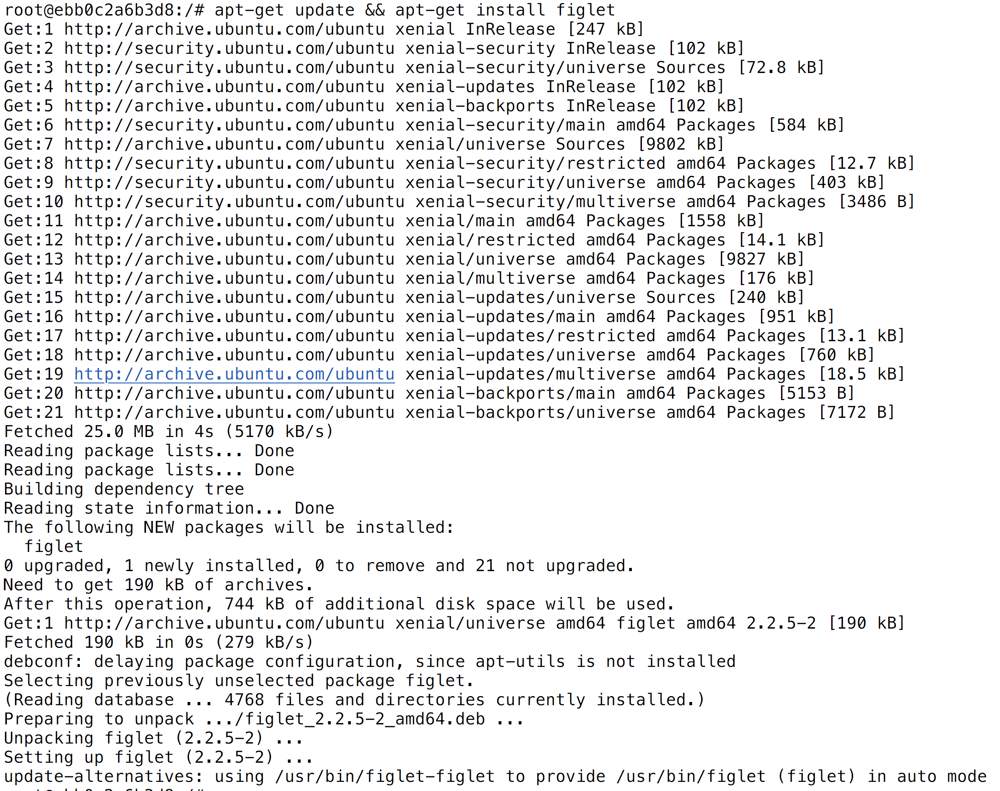 root@ebb0c2a6b3d8:/# apt-get update && apt-get install figlet
Get:1 http://archive.ubuntu.com/ubuntu xenial InRelease [247 kB]
Get:2 http://security.ubuntu.com/ubuntu xenial-security InRelease [102 kB]
Get:3 http://security.ubuntu.com/ubuntu xenial-security/universe Sources [72.8 kB]
Get:4 http://archive.ubuntu.com/ubuntu xenial-updates InRelease [102 kB]
Get:5 http://archive.ubuntu.com/ubuntu xenial-backports InRelease [102 kB]
Get:6 http://security.ubuntu.com/ubuntu xenial-security/main amd64 Packages [584 kB]
Get:7 http://archive.ubuntu.com/ubuntu xenial/universe Sources [9802 kB]
Get:8 http://security.ubuntu.com/ubuntu xenial-security/restricted amd64 Packages [12.7 kB]
Get:9 http://security.ubuntu.com/ubuntu xenial-security/universe amd64 Packages [403 kB]
Get:10 http://security.ubuntu.com/ubuntu xenial-security/multiverse amd64 Packages [3486 B]
Get:11 http://archive.ubuntu.com/ubuntu xenial/main amd64 Packages [1558 kB]
Get:12 http://archive.ubuntu.com/ubuntu xenial/restricted amd64 Packages [14.1 kB]
Get:13 http://archive.ubuntu.com/ubuntu xenial/universe amd64 Packages [9827 kB]
Get:14 http://archive.ubuntu.com/ubuntu xenial/multiverse amd64 Packages [176 kB]
Get:15 http://archive.ubuntu.com/ubuntu xenial-updates/universe Sources [240 kB]
Get:16 http://archive.ubuntu.com/ubuntu xenial-updates/main amd64 Packages [951 kB]
Get:17 http://archive.ubuntu.com/ubuntu xenial-updates/restricted amd64 Packages [13.1 kB]
Get:18 http://archive.ubuntu.com/ubuntu xenial-updates/universe amd64 Packages [760 kB]
Get:19 http://archive.ubuntu.com/ubuntu xenial-updates/multiverse amd64 Packages [18.5 kB]
Get:20 http://archive.ubuntu.com/ubuntu xenial-backports/main amd64 Packages [5153 B]
Get:21 http://archive.ubuntu.com/ubuntu xenial-backports/universe amd64 Packages [7172 B]
Fetched 25.0 MB in 4s (5170 kB/s)
Reading package lists... Done
Reading package lists... Done
Building dependency tree
Reading state information... Done
The following NEW packages will be installed:
  figlet
0 upgraded, 1 newly installed, 0 to remove and 21 not upgraded.
Need to get 190 kB of archives.
After this operation, 744 kB of additional disk space will be used.
Get:1 http://archive.ubuntu.com/ubuntu xenial/universe amd64 figlet amd64 2.2.5-2 [190 kB]
Fetched 190 kB in 0s (279 kB/s)
debconf: delaying package configuration, since apt-utils is not installed
Selecting previously unselected package figlet.
(Reading database ... 4768 files and directories currently installed.)
Preparing to unpack .../figlet_2.2.5-2_amd64.deb ...
Unpacking figlet (2.2.5-2) ...
Setting up figlet (2.2.5-2) ...
update-alternatives: using /usr/bin/figlet-figlet to provide /usr/bin/figlet (figlet) in auto mode